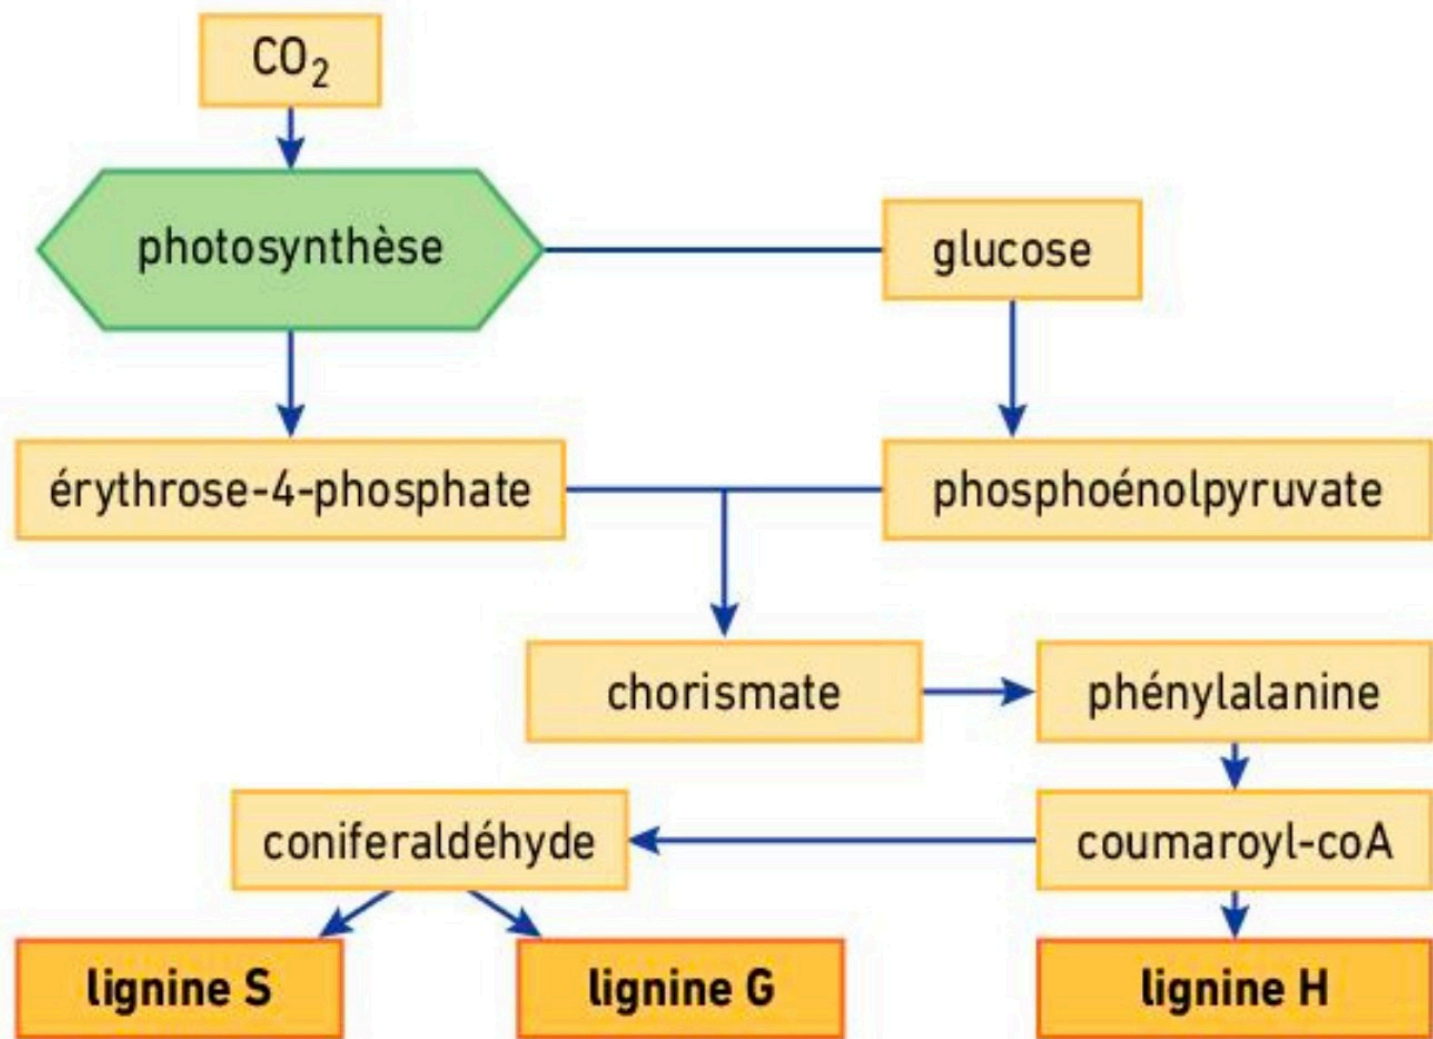 CO₂
photosynthèse
glucose
érythrose-4-phosphate
phosphoénolpyruvate
chorismate
phénylalanine
coniferaldéhyde
coumaroyl-coA
lignine S
lignine G
lignine H